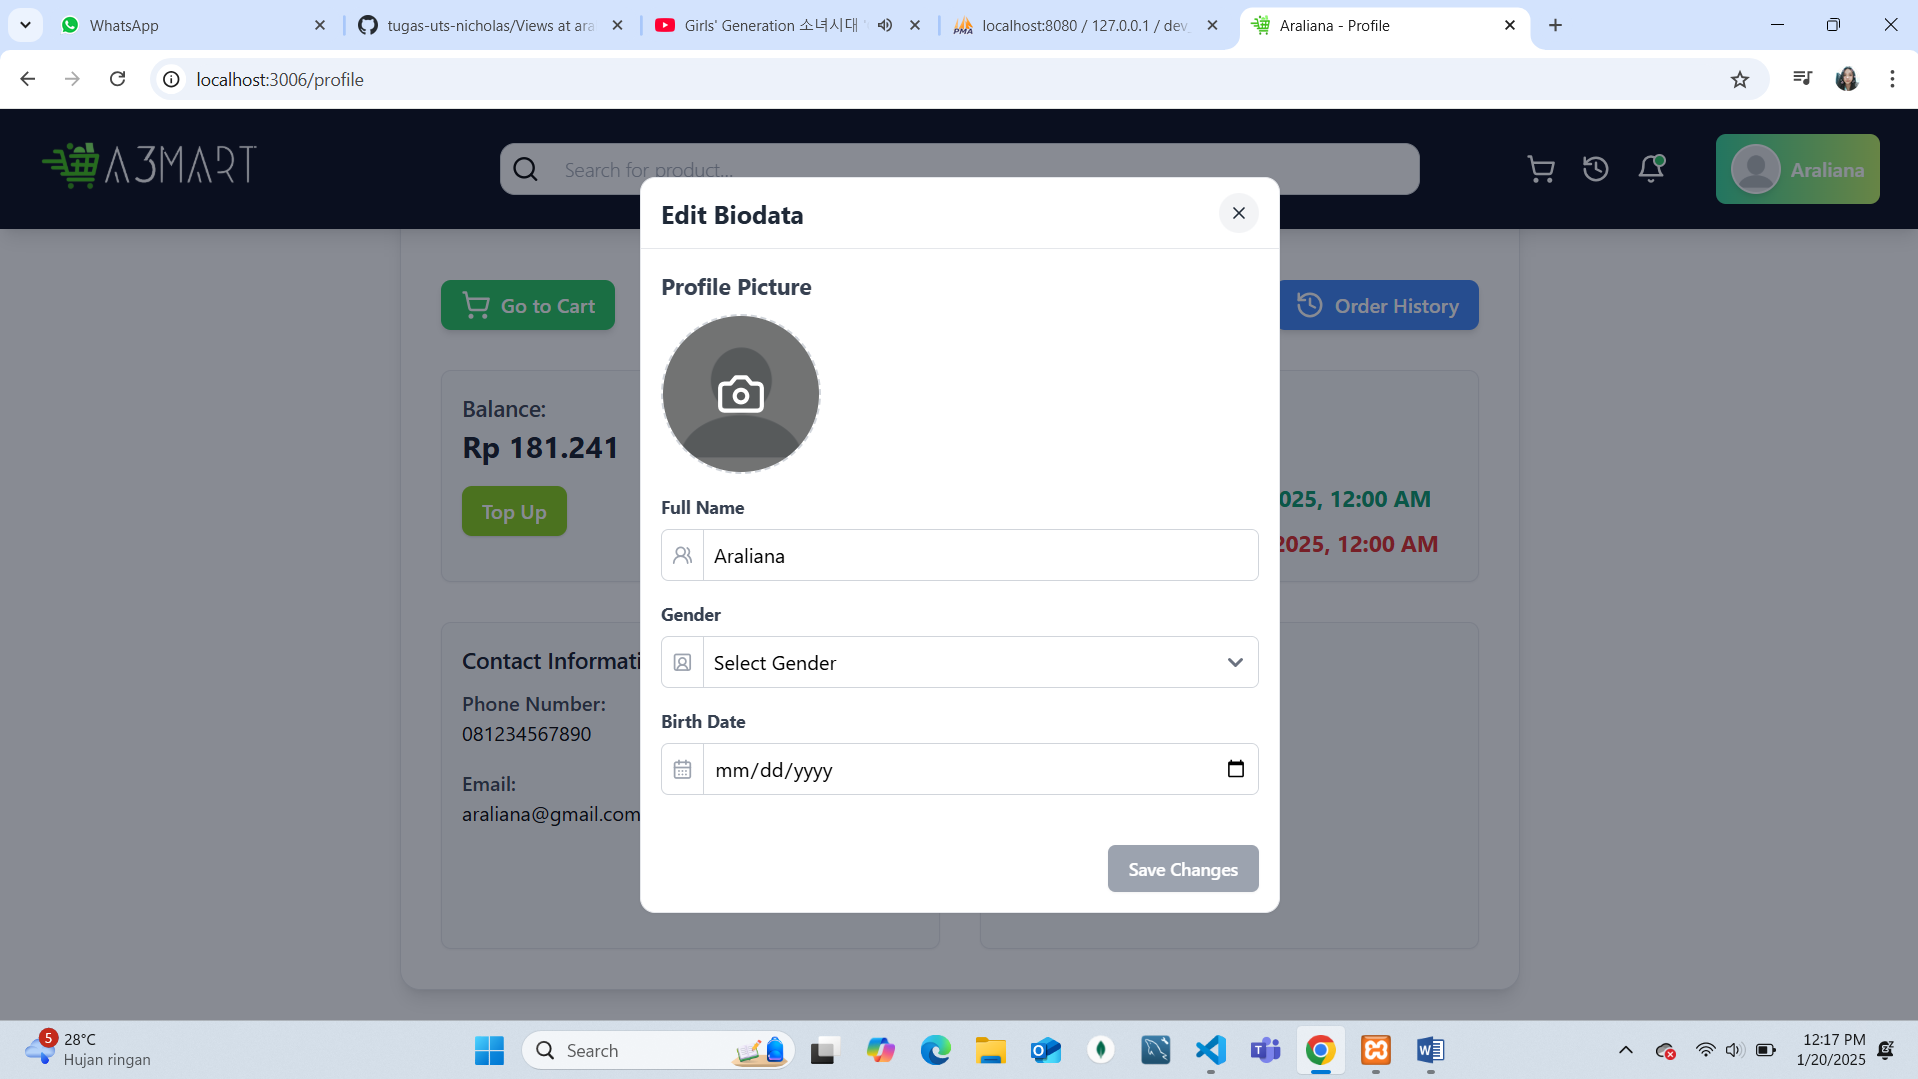 WhatsApp
tugas-uts-nicholas/Views at ara
Girls' Generation 소녀시대
localhost:8080 / 127.0.0.1 / dev_
Araliana - Profile
localhost:3006/profile
A3MART
Search for product...
Araliana
Edit Biodata
Profile Picture
Go to Cart
Order History
Balance:
Rp 181.241
Top Up
025, 12:00 AM
2025, 12:00 AM
Full Name
Araliana
Gender
Select Gender
Birth Date
mm/dd/yyyy
Save Changes
Contact Informati
Phone Number:
081234567890
Email:
araliana@gmail.com
5
28°C
Hujan ringan
Search
12:17 PM
1/20/2025